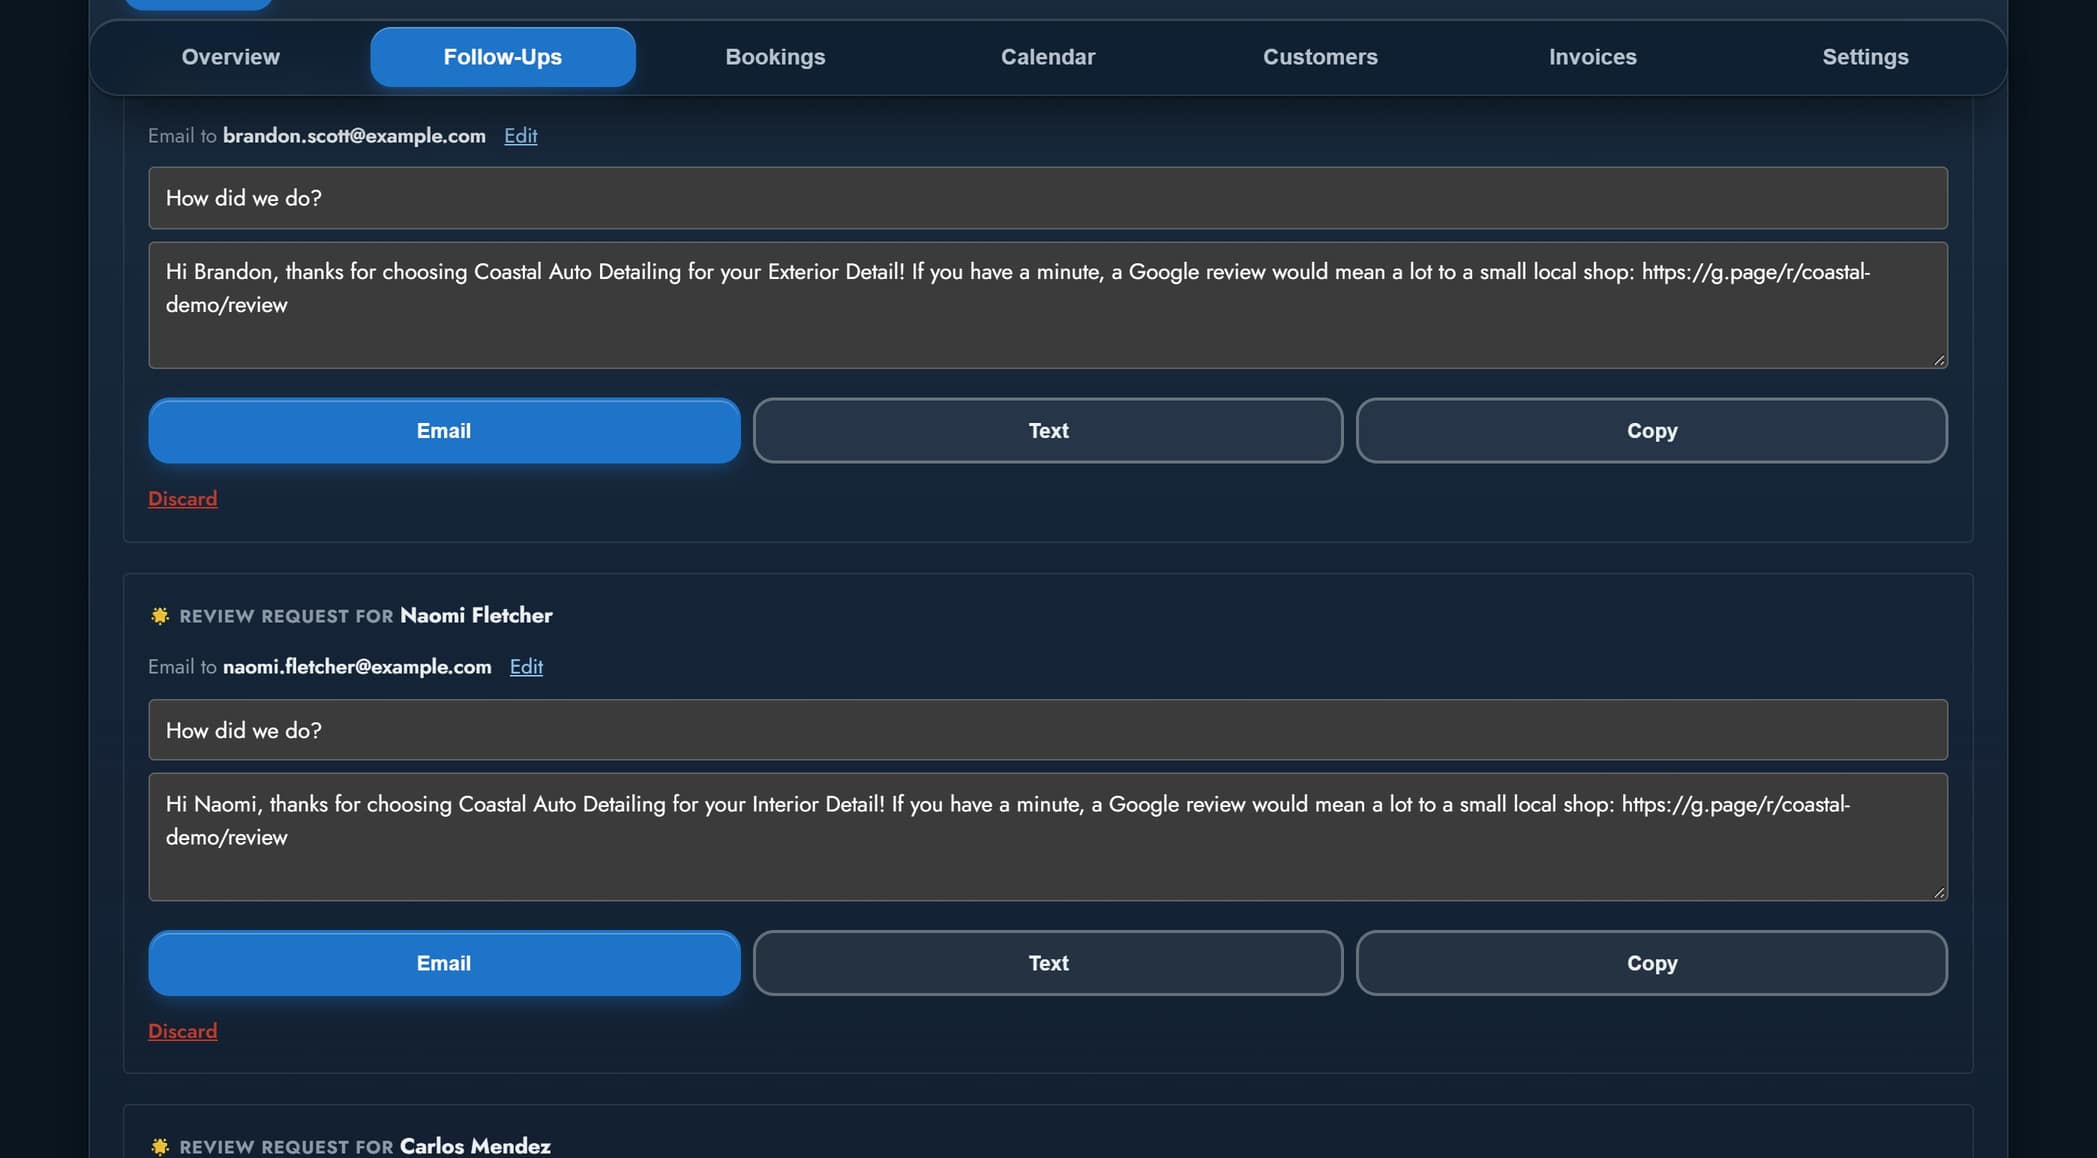 Overview Follow-Ups Bookings Calendar Customers Invoices Settings
Email to brandon.scott@example.com Edit
How did we do?
Hi Brandon, thanks for choosing Coastal Auto Detailing for your Exterior Detail! If you have a minute, a Google review would mean a lot to a small local shop: https://g.page/r/coastal-
demo/review
Email Text Copy
Discard
REVIEW REQUEST FOR Naomi Fletcher
Email to naomi.fletcher@example.com Edit
How did we do?
Hi Naomi, thanks for choosing Coastal Auto Detailing for your Interior Detail! If you have a minute, a Google review would mean a lot to a small local shop: https://g.page/r/coastal-
demo/review
Email Text Copy
Discard
REVIEW REQUEST FOR Carlos Mendez